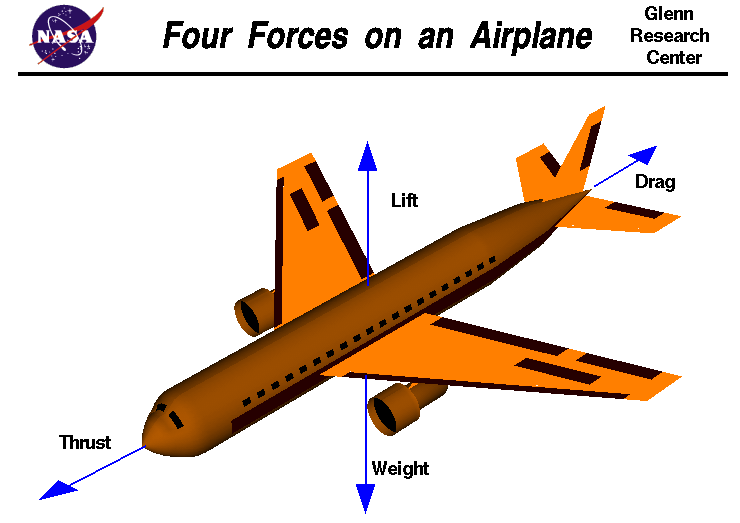 NASA
Four Forces on an Airplane
Glenn
Research
Center
Lift
Drag
Thrust
Weight